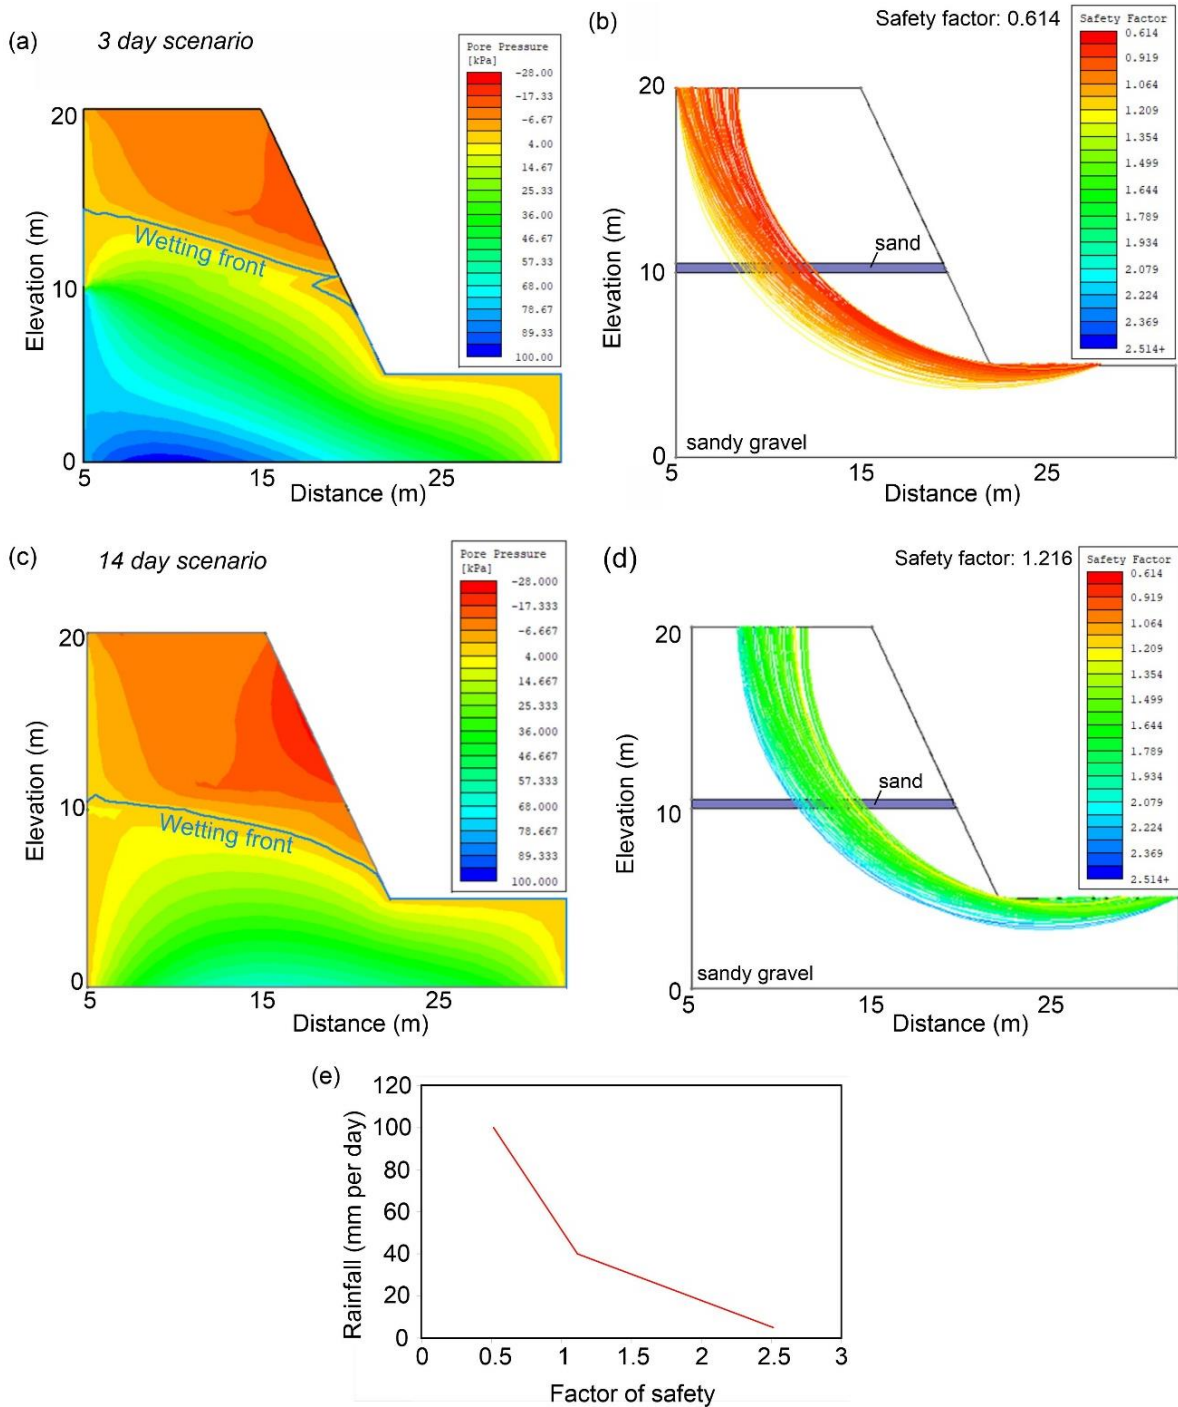 (a)
3 day scenario
Pore Pressure
[kPa]
-28.00
-17.33
-6.67
4.00
14.67
25.33
36.00
46.67
57.33
68.00
78.67
89.33
100.00
20
10
0
Elevation (m)
Wetting front
5
15
25
Distance (m)
(b)
Safety factor: 0.614
Safety Factor
0.614
0.919
1.064
1.209
1.354
1.499
1.644
1.789
1.934
2.079
2.224
2.369
2.514+
20
10
0
Elevation (m)
sand
sandy gravel
5
15
25
Distance (m)
(c)
14 day scenario
Pore Pressure
[kPa]
-28.000
-17.333
-6.667
4.000
14.667
25.333
36.000
46.667
57.333
68.000
78.667
89.333
100.000
20
10
0
Elevation (m)
Wetting front
5
15
25
Distance (m)
(d)
Safety factor: 1.216
Safety Factor
0.614
0.919
1.064
1.209
1.354
1.499
1.644
1.789
1.934
2.079
2.224
2.369
2.514+
20
10
0
Elevation (m)
sand
sandy gravel
5
15
25
Distance (m)
(e)
120
100
80
60
40
20
0
Rainfall (mm per day)
0
0.5
1
1.5
2
2.5
3
Factor of safety